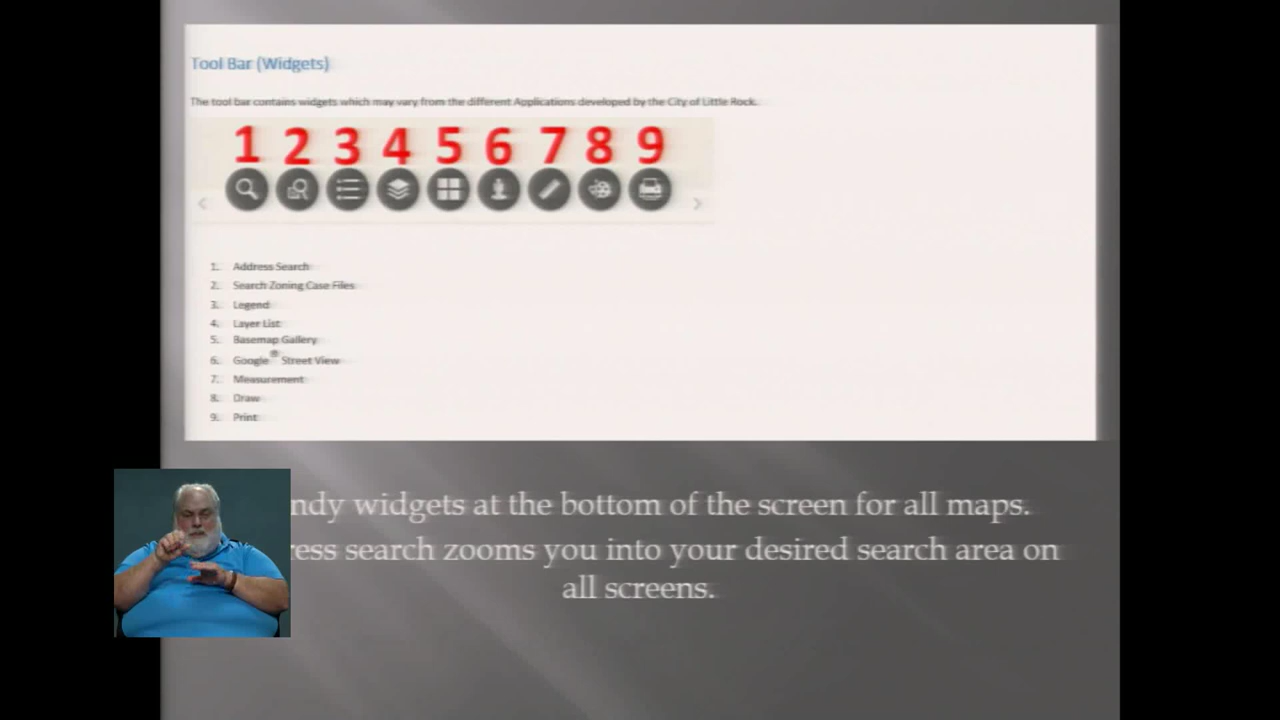 Tool Bar (Widgets)
The tool bar contains widgets which may vary from the different Applications developed by the City of Little Rock.
1 2 3 4 5 6 7 8 9
1. Address Search
2. Search Zoning Case Files
3. Legend
4. Layer List
5. Basemap Gallery
6. Google® Street View
7. Measurement
8. Draw
9. Print
widgets at the bottom of the screen for all maps.
search zooms you into your desired search area on
all screens.